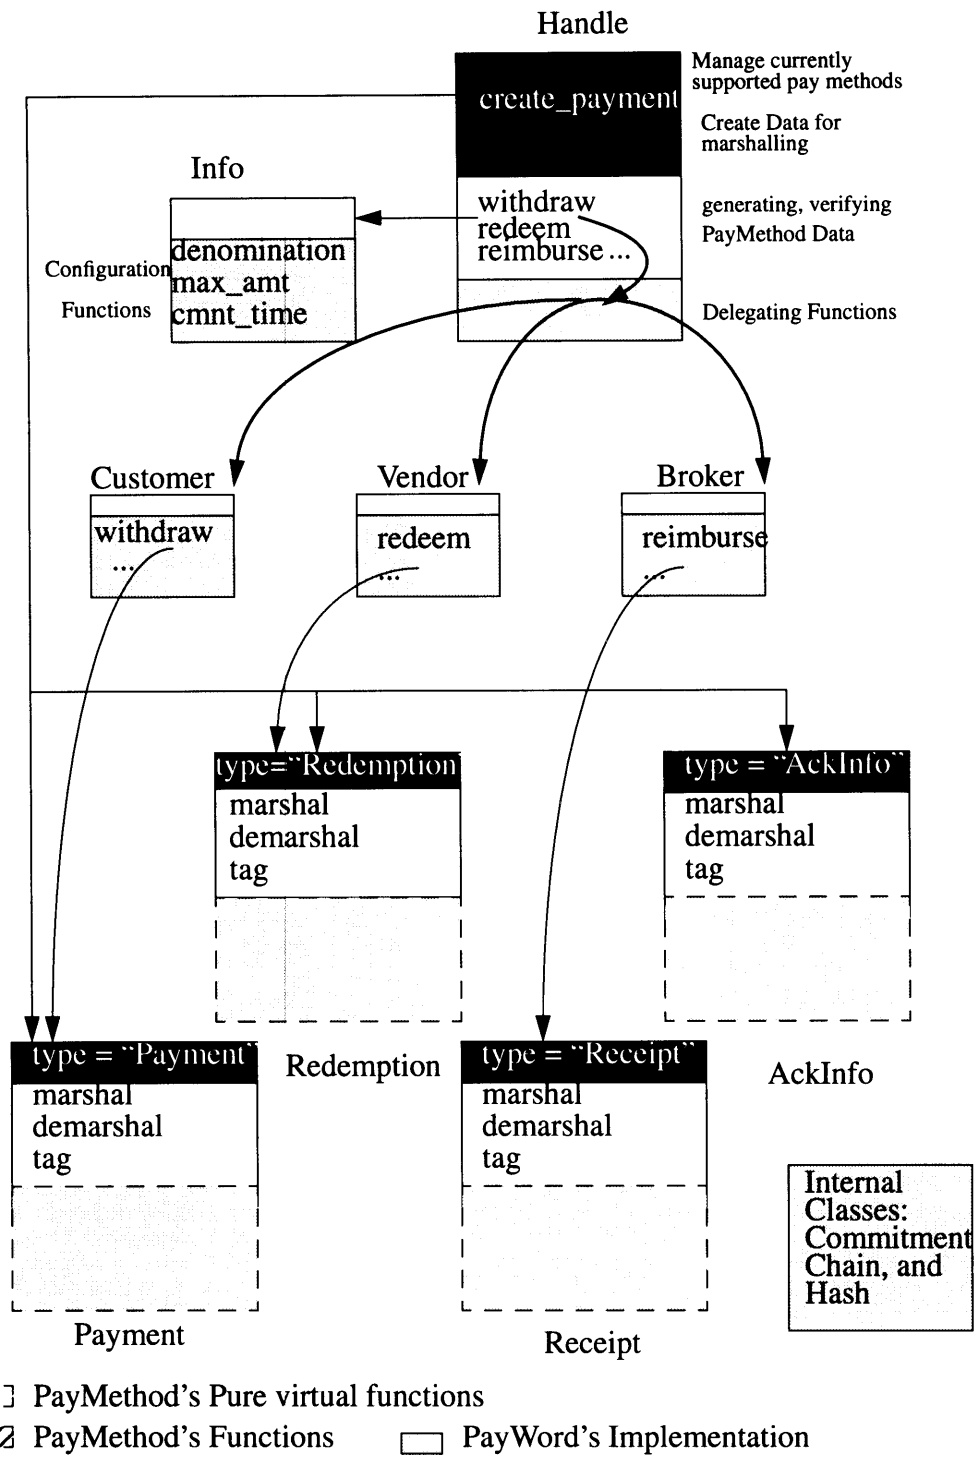 Handle
Manage currently
supported pay methods
create_payment
Create Data for
marshalling
Info
withdraw
redeem
reimburse ...
generating, verifying
PayMethod Data
denomination
max_amt
cmnt_time
Configuration
Functions
Delegating Functions
Customer
Vendor
Broker
withdraw
...
redeem
...
reimburse
...
type=“Redemption
marshal
demarshal
tag
type = “AckInfo”
marshal
demarshal
tag
type = “Payment”
marshal
demarshal
tag
Redemption
type = “Receipt”
marshal
demarshal
tag
AckInfo
Internal
Classes:
Commitment
Chain, and
Hash
Payment
Receipt
PayMethod’s Pure virtual functions
PayMethod’s Functions
PayWord’s Implementation